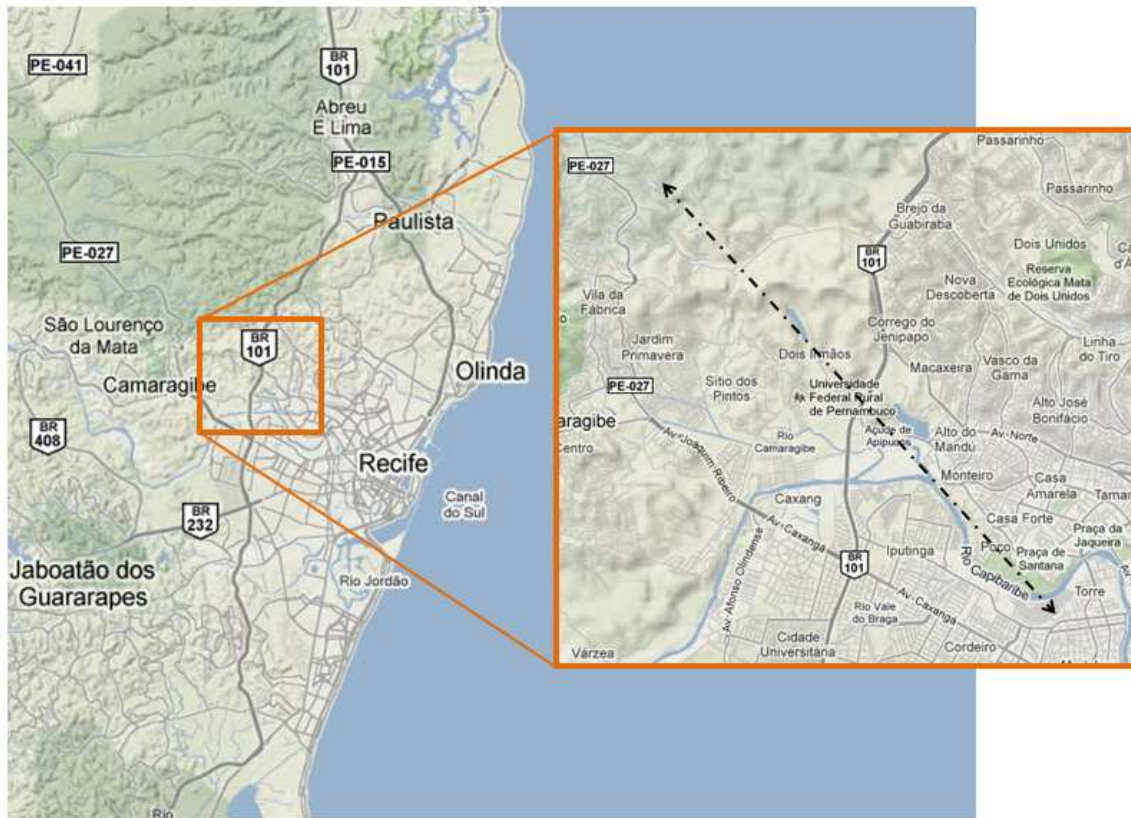 PE-041
BR
101
Abreu
E Lima
PE-015
Paulista
PE-027
São Lourenço
da Mata
BR
101
Camaragibe
Olinda
BR
408
Recife
BR
232
Canal
do Sul
Jaboatão dos
Guararapes
Rio Jordão
Rio
Passarinho
PE-027
Passarinho
Brejo da
Guabiraba
Dois Unidos
BR
101
Reserva
Ecológica Mata
de Dois Unidos
Nova
Descoberta
Vila da
Fábrica
Córrego do
Jenipapo
Jardim
Primavera
Linha
do Tiro
Dois Irmãos
Vasco da
Gama
Macaxeira
PE-027
Sitio dos
Pintos
Universidade
Federal Rural
de Pernambuco
Alto José
Bonifácio
aragibe
Centro
Av. Joaquim Ribeiro
Rio
Camaragibe
Açude de
Apipucos
Alto do
Mandú
Av. Norte
Monteiro
Casa
Amarela
Tamar
Caxang
Casa Forte
Av. Caxangá
Praça da
Jaqueira
Iputinga
Poço
Praça de
Santana
BR
101
Rio Capibaribe
Torre
Av. Afonso Olindense
Av. Caxangá
Rio Vale
do Braga
Cidade
Universitária
Cordeiro
Várzea